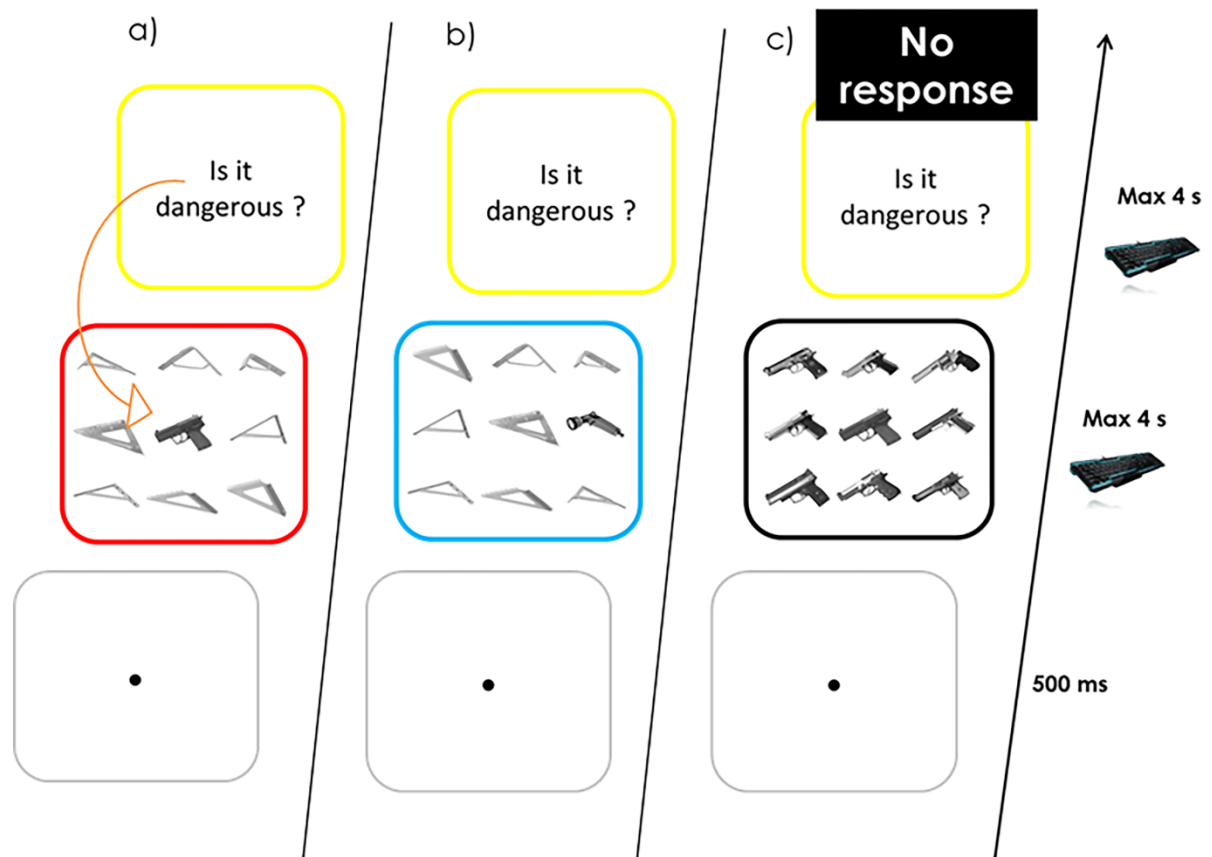 a)
b)
c)
No
response
Is it
dangerous ?
Is it
dangerous ?
Is it
dangerous ?
Max 4 s
Max 4 s
500 ms